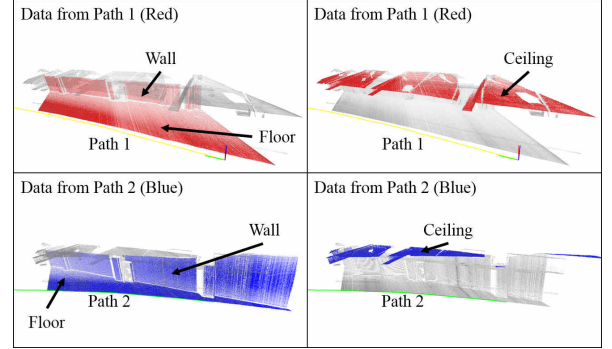 Data from Path 1 (Red)
Wall
Floor
Path 1
Data from Path 1 (Red)
Ceiling
Path 1
Data from Path 2 (Blue)
Wall
Path 2
Floor
Data from Path 2 (Blue)
Ceiling
Path 2